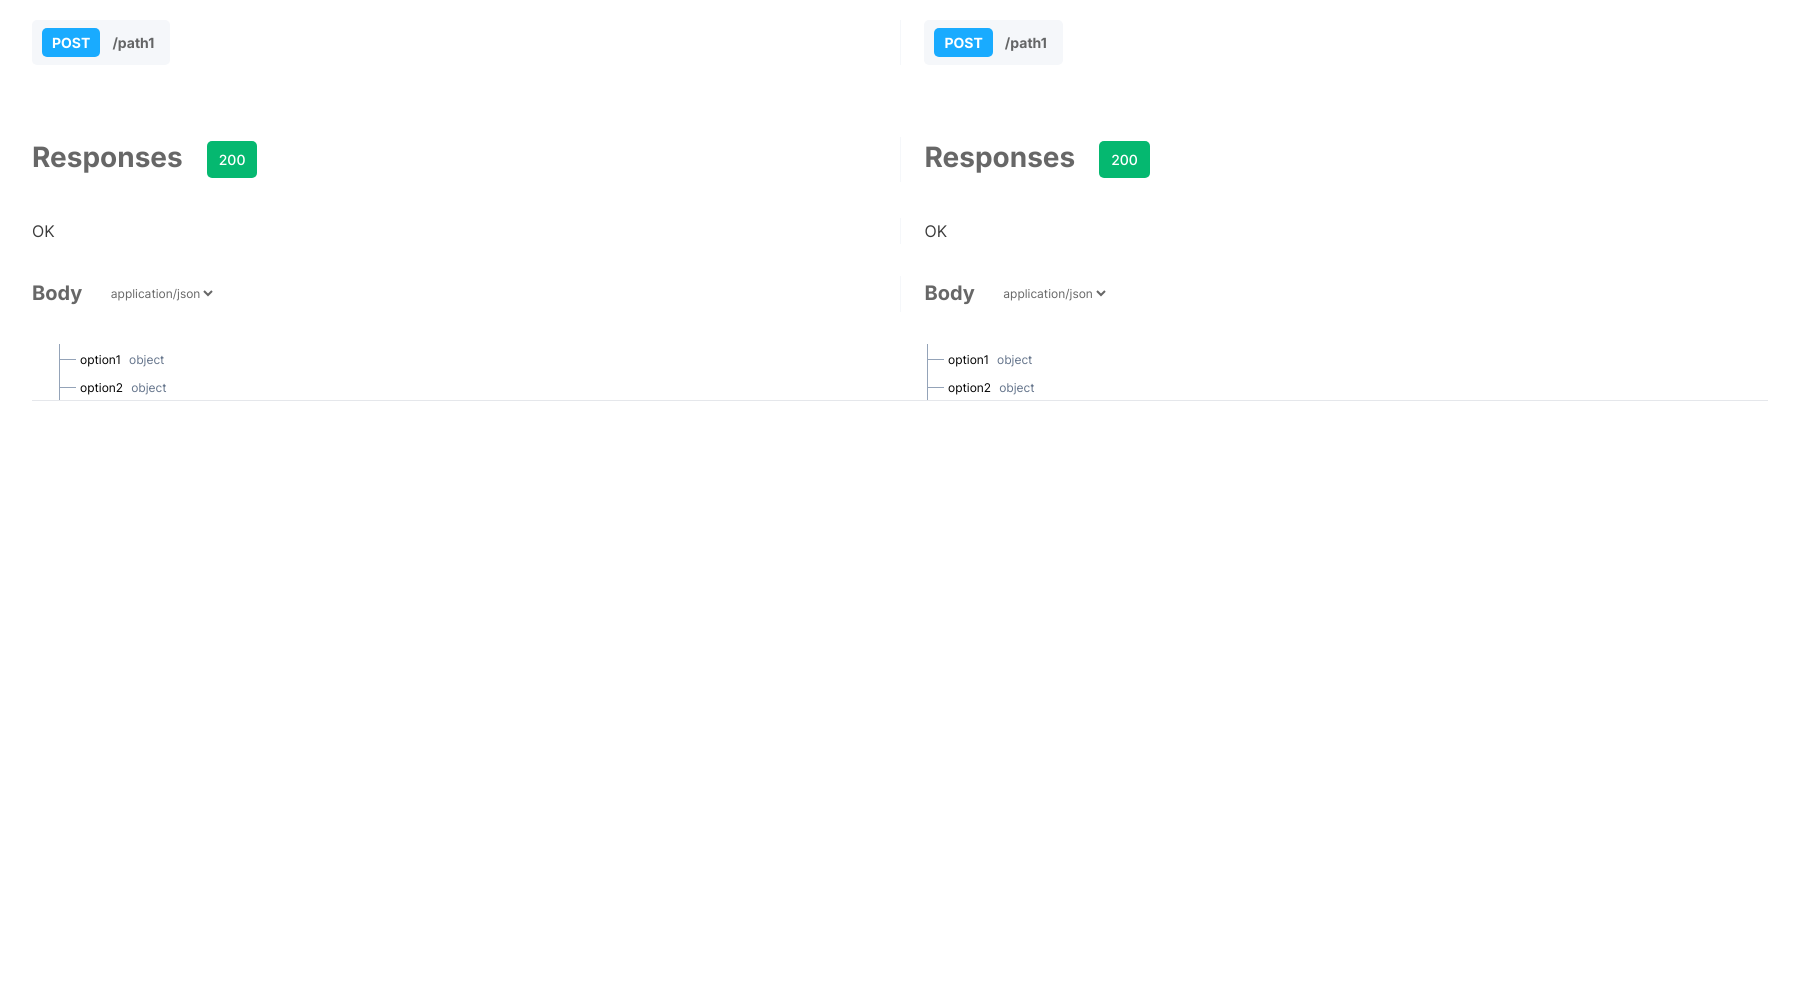 POST /path1
Responses 200
OK
Body application/json
option1 object
option2 object
POST /path1
Responses 200
OK
Body application/json
option1 object
option2 object